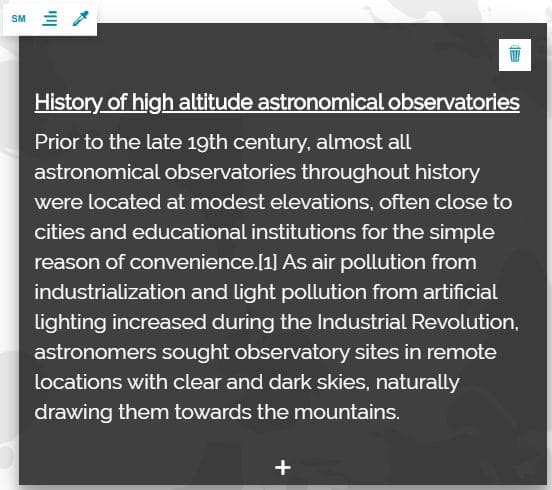 SM
History of high altitude astronomical observatories
Prior to the late 19th century, almost all
astronomical observatories throughout history
were located at modest elevations, often close to
cities and educational institutions for the simple
reason of convenience.[1] As air pollution from
industrialization and light pollution from artificial
lighting increased during the Industrial Revolution,
astronomers sought observatory sites in remote
locations with clear and dark skies, naturally
drawing them towards the mountains.
+